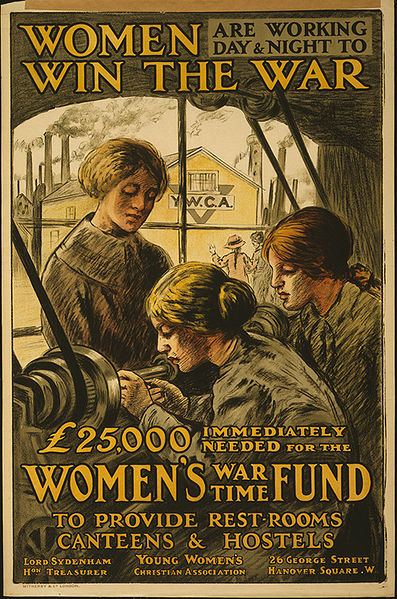 WOMEN ARE WORKING
DAY & NIGHT TO
WIN THE WAR
Y.W.C.A.
£25,000 IMMEDIATELY
NEEDED FOR THE
WOMEN'S WAR
TIME FUND
TO PROVIDE REST-ROOMS
CANTEENS & HOSTELS
LORD SYDENHAM
HON TREASURER
YOUNG WOMEN'S
CHRISTIAN ASSOCIATION
26 GEORGE STREET
HANOVER SQUARE. W.
WITHERBY & CO LONDON.